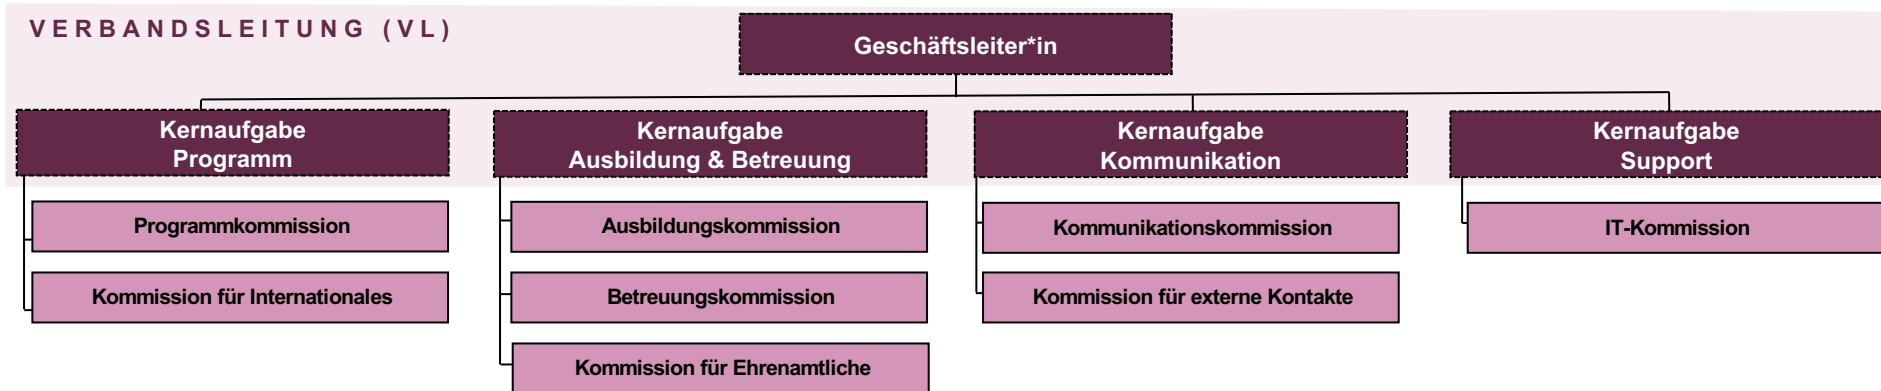 VERBANDSLEITUNG (VL)
Geschäftsleiter*in
Kernaufgabe
Programm
Kernaufgabe
Ausbildung & Betreuung
Kernaufgabe
Kommunikation
Kernaufgabe
Support
Programmkommission
Ausbildungskommission
Kommunikationskommission
IT-Kommission
Kommission für Internationales
Betreuungskommission
Kommission für externe Kontakte
Kommission für Ehrenamtliche